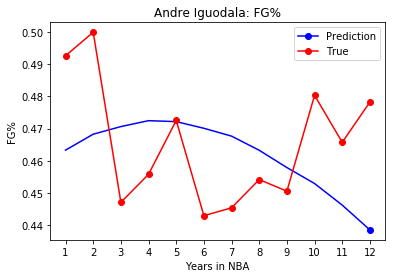 Andre Iguodala: FG%
Prediction
True
0.50
0.49
0.48
0.47
0.46
0.45
0.44
FG%
1 2 3 4 5 6 7 8 9 10 11 12
Years in NBA